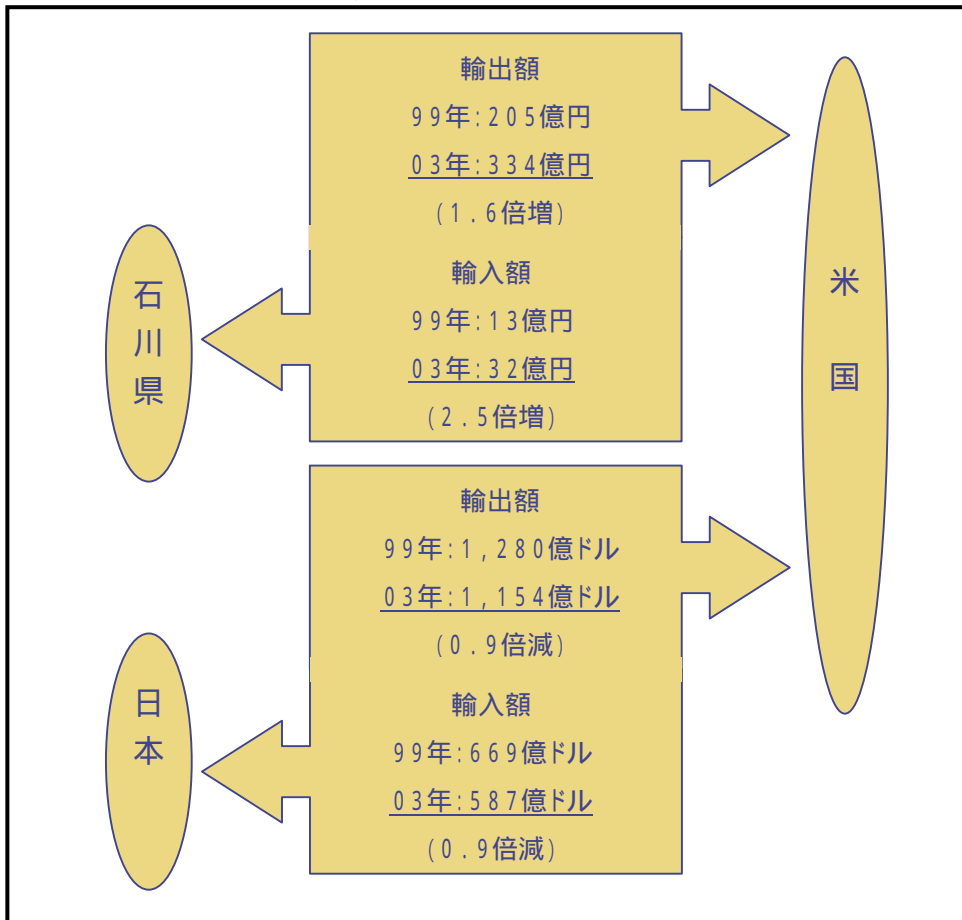 輸出額
99年:205億円
03年:334億円
(1.6倍増)
輸入額
99年:13億円
03年:32億円
(2.5倍増)
石川県
米国
輸出額
99年:1,280億ドル
03年:1,154億ドル
(0.9倍減)
輸入額
99年:669億ドル
03年:587億ドル
(0.9倍減)
日本